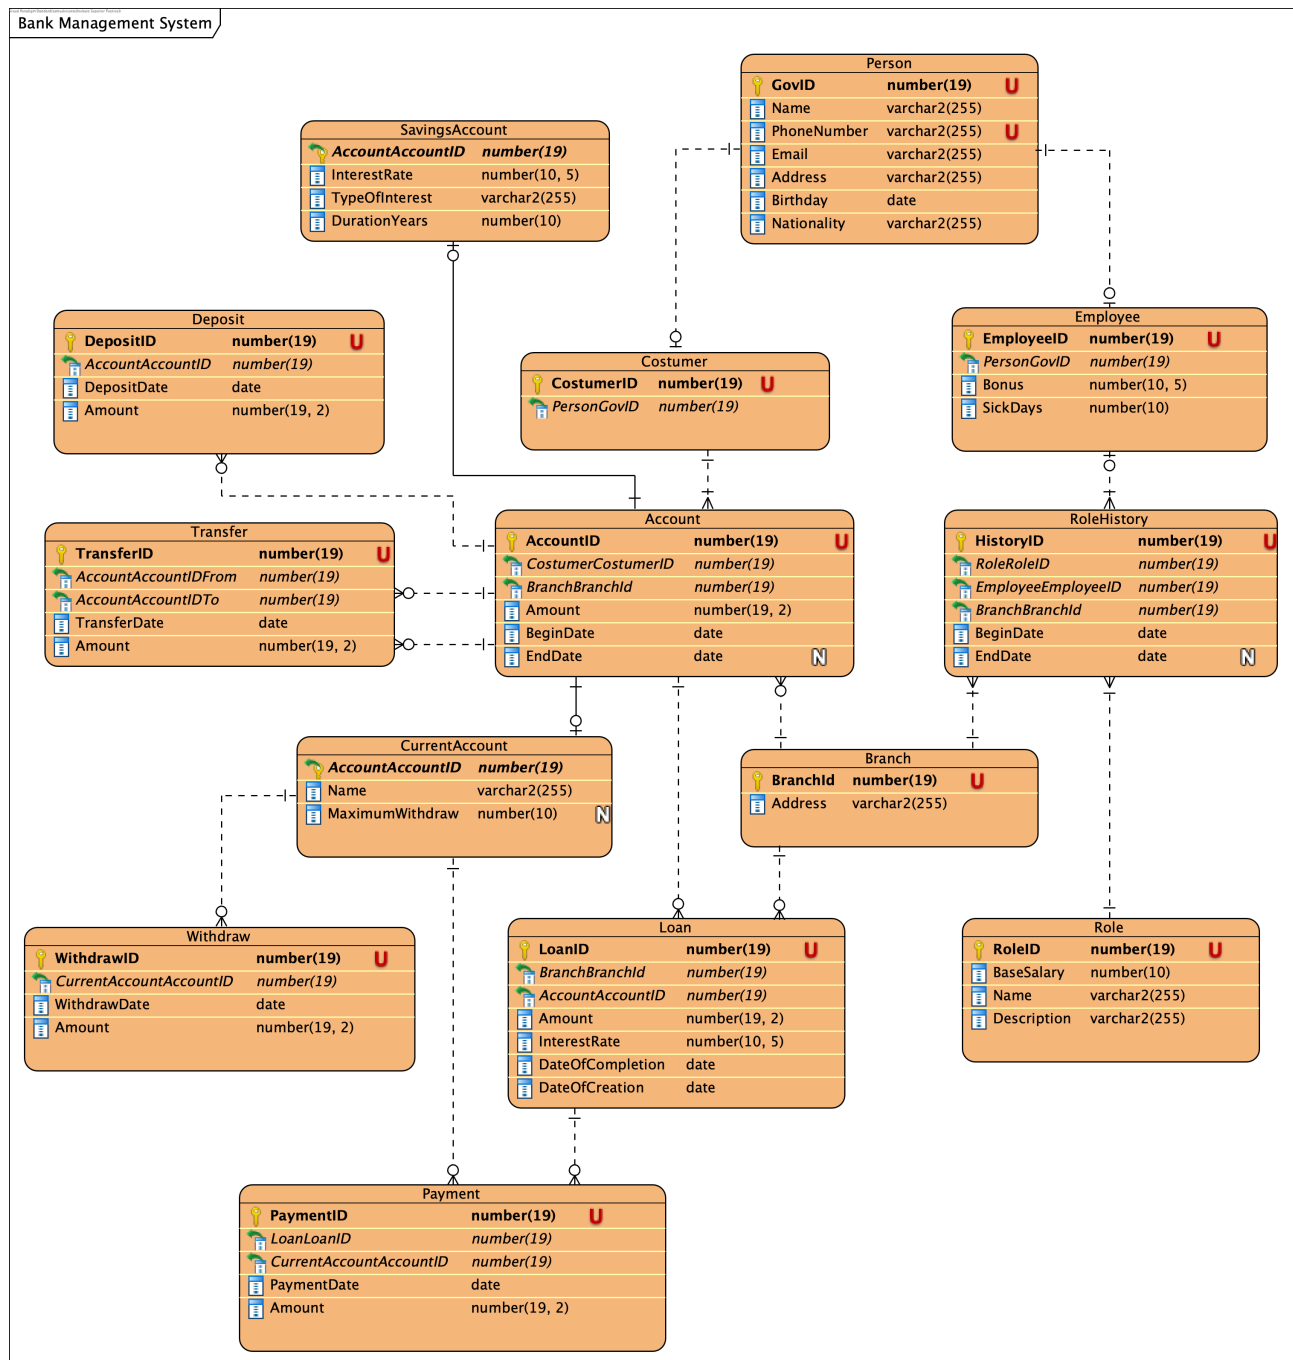 Bank Management System
Person
GovID number(19) U
Name varchar2(255)
PhoneNumber varchar2(255) U
Email varchar2(255)
Address varchar2(255)
Birthday date
Nationality varchar2(255)
SavingsAccount
AccountAccountID number(19)
InterestRate number(10, 5)
TypeOfInterest varchar2(255)
DurationYears number(10)
Deposit
DepositID number(19) U
AccountAccountID number(19)
DepositDate date
Amount number(19, 2)
Costumer
CostumerID number(19) U
PersonGovID number(19)
Employee
EmployeeID number(19) U
PersonGovID number(19)
Bonus number(10, 5)
SickDays number(10)
Transfer
TransferID number(19) U
AccountAccountIDFrom number(19)
AccountAccountIDTo number(19)
TransferDate date
Amount number(19, 2)
Account
AccountID number(19) U
CostumerCostumerID number(19)
BranchBranchId number(19)
Amount number(19, 2)
BeginDate date
EndDate date N
RoleHistory
HistoryID number(19) U
RoleRoleID number(19)
EmployeeEmployeeID number(19)
BranchBranchId number(19)
BeginDate date
EndDate date N
CurrentAccount
AccountAccountID number(19)
Name varchar2(255)
MaximumWithdraw number(10) N
Branch
BranchId number(19) U
Address varchar2(255)
Withdraw
WithdrawID number(19) U
CurrentAccountAccountID number(19)
WithdrawDate date
Amount number(19, 2)
Loan
LoanID number(19) U
BranchBranchId number(19)
AccountAccountID number(19)
Amount number(19, 2)
InterestRate number(10, 5)
DateOfCompletion date
DateOfCreation date
Role
RoleID number(19) U
BaseSalary number(10)
Name varchar2(255)
Description varchar2(255)
Payment
PaymentID number(19) U
LoanLoanID number(19)
CurrentAccountAccountID number(19)
PaymentDate date
Amount number(19, 2)